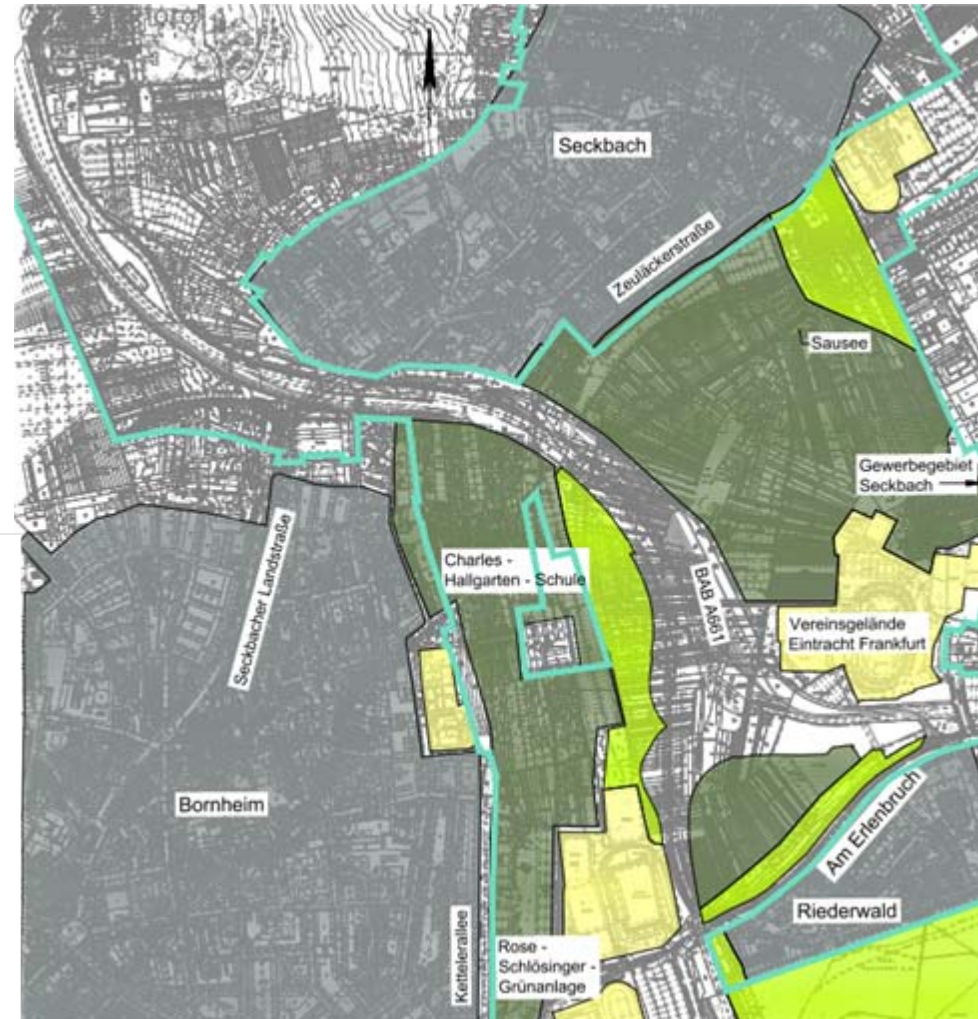 Seckbach
Zeuläckerstraße
Sausee
Gewerbegebiet
Seckbach
Seckbacher Landstraße
Charles -
Hallgarten - Schule
BAB A661
Vereinsgelände
Eintracht Frankfurt
Bornheim
Am Erlenbruch
Riederwald
Kettelerallee
Rose -
Schlösinger -
Grünanlage